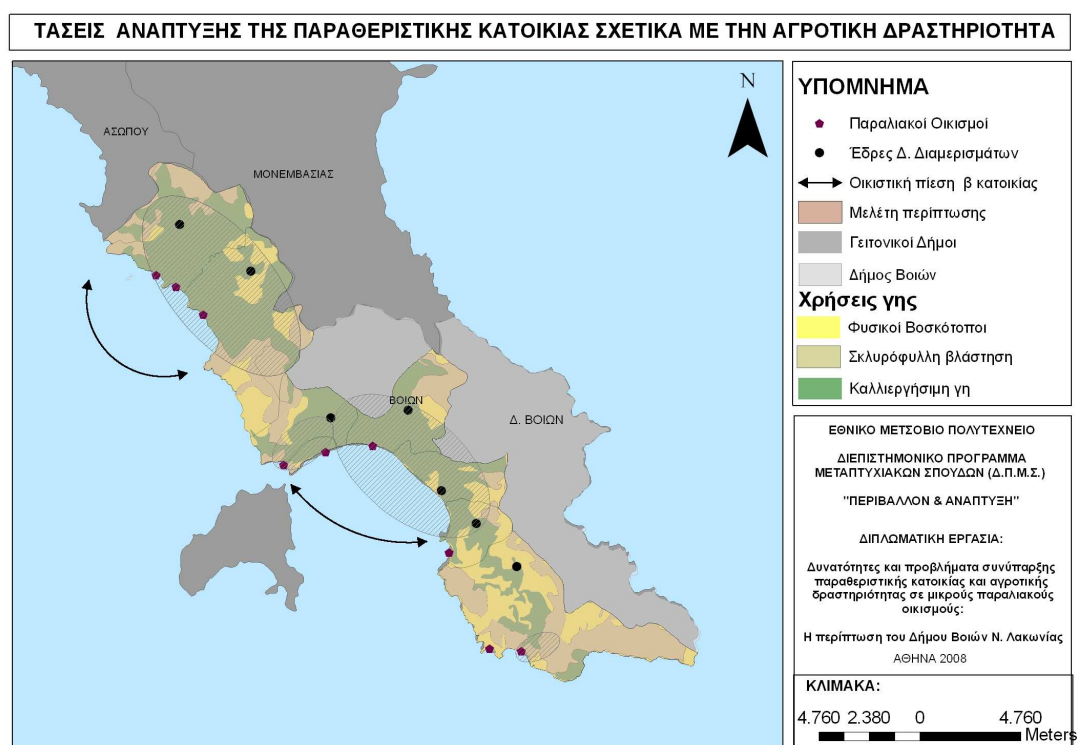 ΤΑΣΕΙΣ ΑΝΑΠΤΥΞΗΣ ΤΗΣ ΠΑΡΑΘΕΡΙΣΤΙΚΗΣ ΚΑΤΟΙΚΙΑΣ ΣΧΕΤΙΚΑ ΜΕ ΤΗΝ ΑΓΡΟΤΙΚΗ ΔΡΑΣΤΗΡΙΟΤΗΤΑ
ΑΣΩΠΟΥ
ΜΟΝΕΜΒΑΣΙΑΣ
ΒΟΙΩΝ
Δ. ΒΟΙΩΝ
N
ΥΠΟΜΝΗΜΑ
Παραλιακοί Οικισμοί
Έδρες Δ. Διαμερισμάτων
Οικιστική πίεση β κατοικίας
Μελέτη περίπτωσης
Γειτονικοί Δήμοι
Δήμος Βοιών
Χρήσεις γης
Φυσικοί Βοσκότοποι
Σκλυρόφυλλη βλάστηση
Καλλιεργήσιμη γη
ΕΘΝΙΚΟ ΜΕΤΣΟΒΙΟ ΠΟΛΥΤΕΧΝΕΙΟ
ΔΙΕΠΙΣΤΗΜΟΝΙΚΟ ΠΡΟΓΡΑΜΜΑ
ΜΕΤΑΠΤΥΧΙΑΚΩΝ ΣΠΟΥΔΩΝ (Δ.Π.Μ.Σ.)
"ΠΕΡΙΒΑΛΛΟΝ & ΑΝΑΠΤΥΞΗ"
ΔΙΠΛΩΜΑΤΙΚΗ ΕΡΓΑΣΙΑ:
Δυνατότητες και προβλήματα συνύπαρξης
παραθεριστικής κατοικίας και αγροτικής
δραστηριότητας σε μικρούς παραλιακούς
οικισμούς:
Η περίπτωση του Δήμου Βοιών Ν. Λακωνίας
ΑΘΗΝΑ 2008
ΚΛΙΜΑΚΑ:
4.760 2.380 0 4.760
Meters